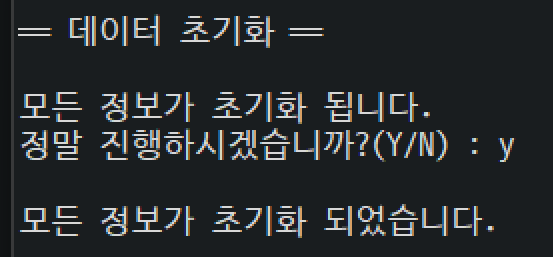 == 데이터 초기화 ==
모든 정보가 초기화 됩니다.
정말 진행하시겠습니까?(Y/N) : y
모든 정보가 초기화 되었습니다.